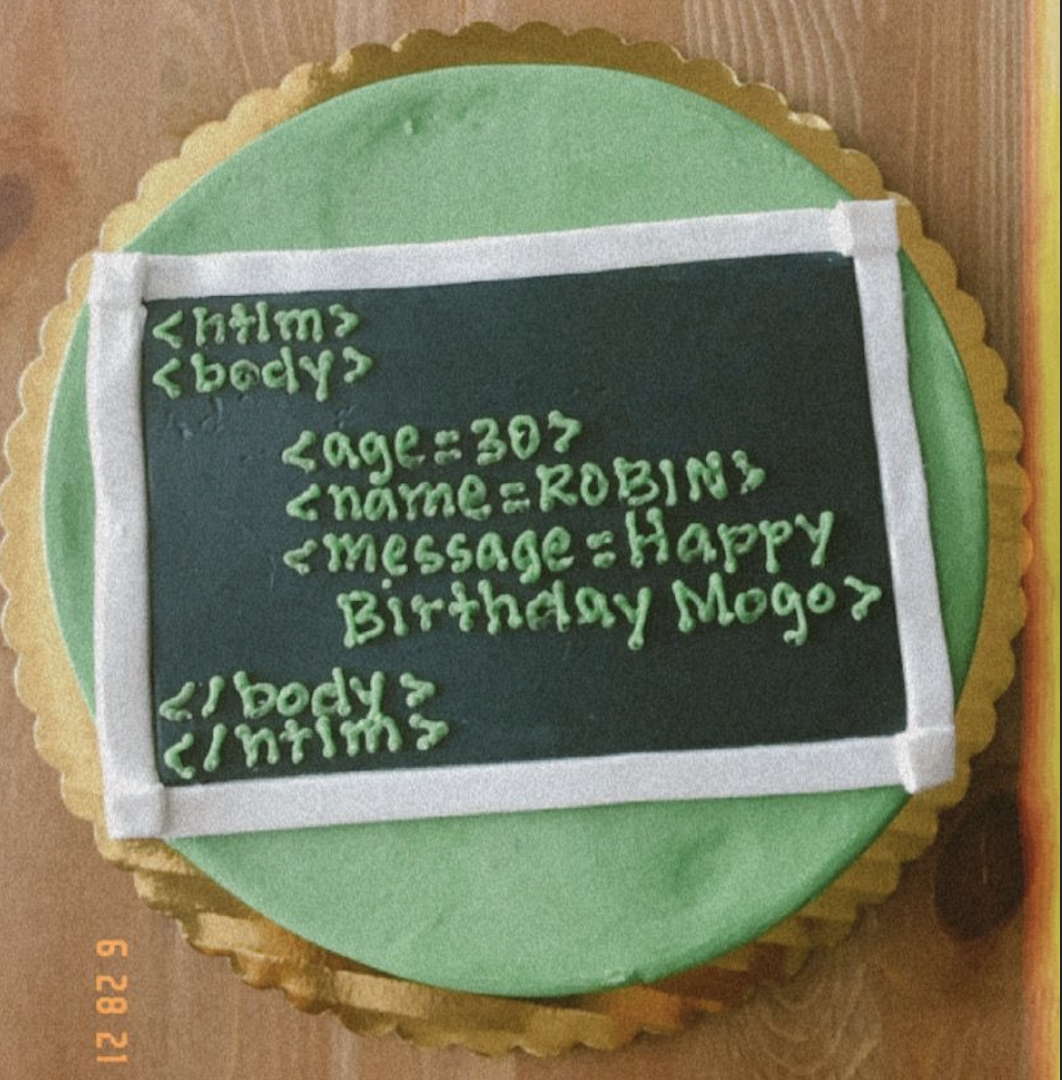 <htlm>
<body>
<age=30>
<name=ROBIN>
<message=Happy
Birthday Mogo>
</body>
</htlm>
6 28 21